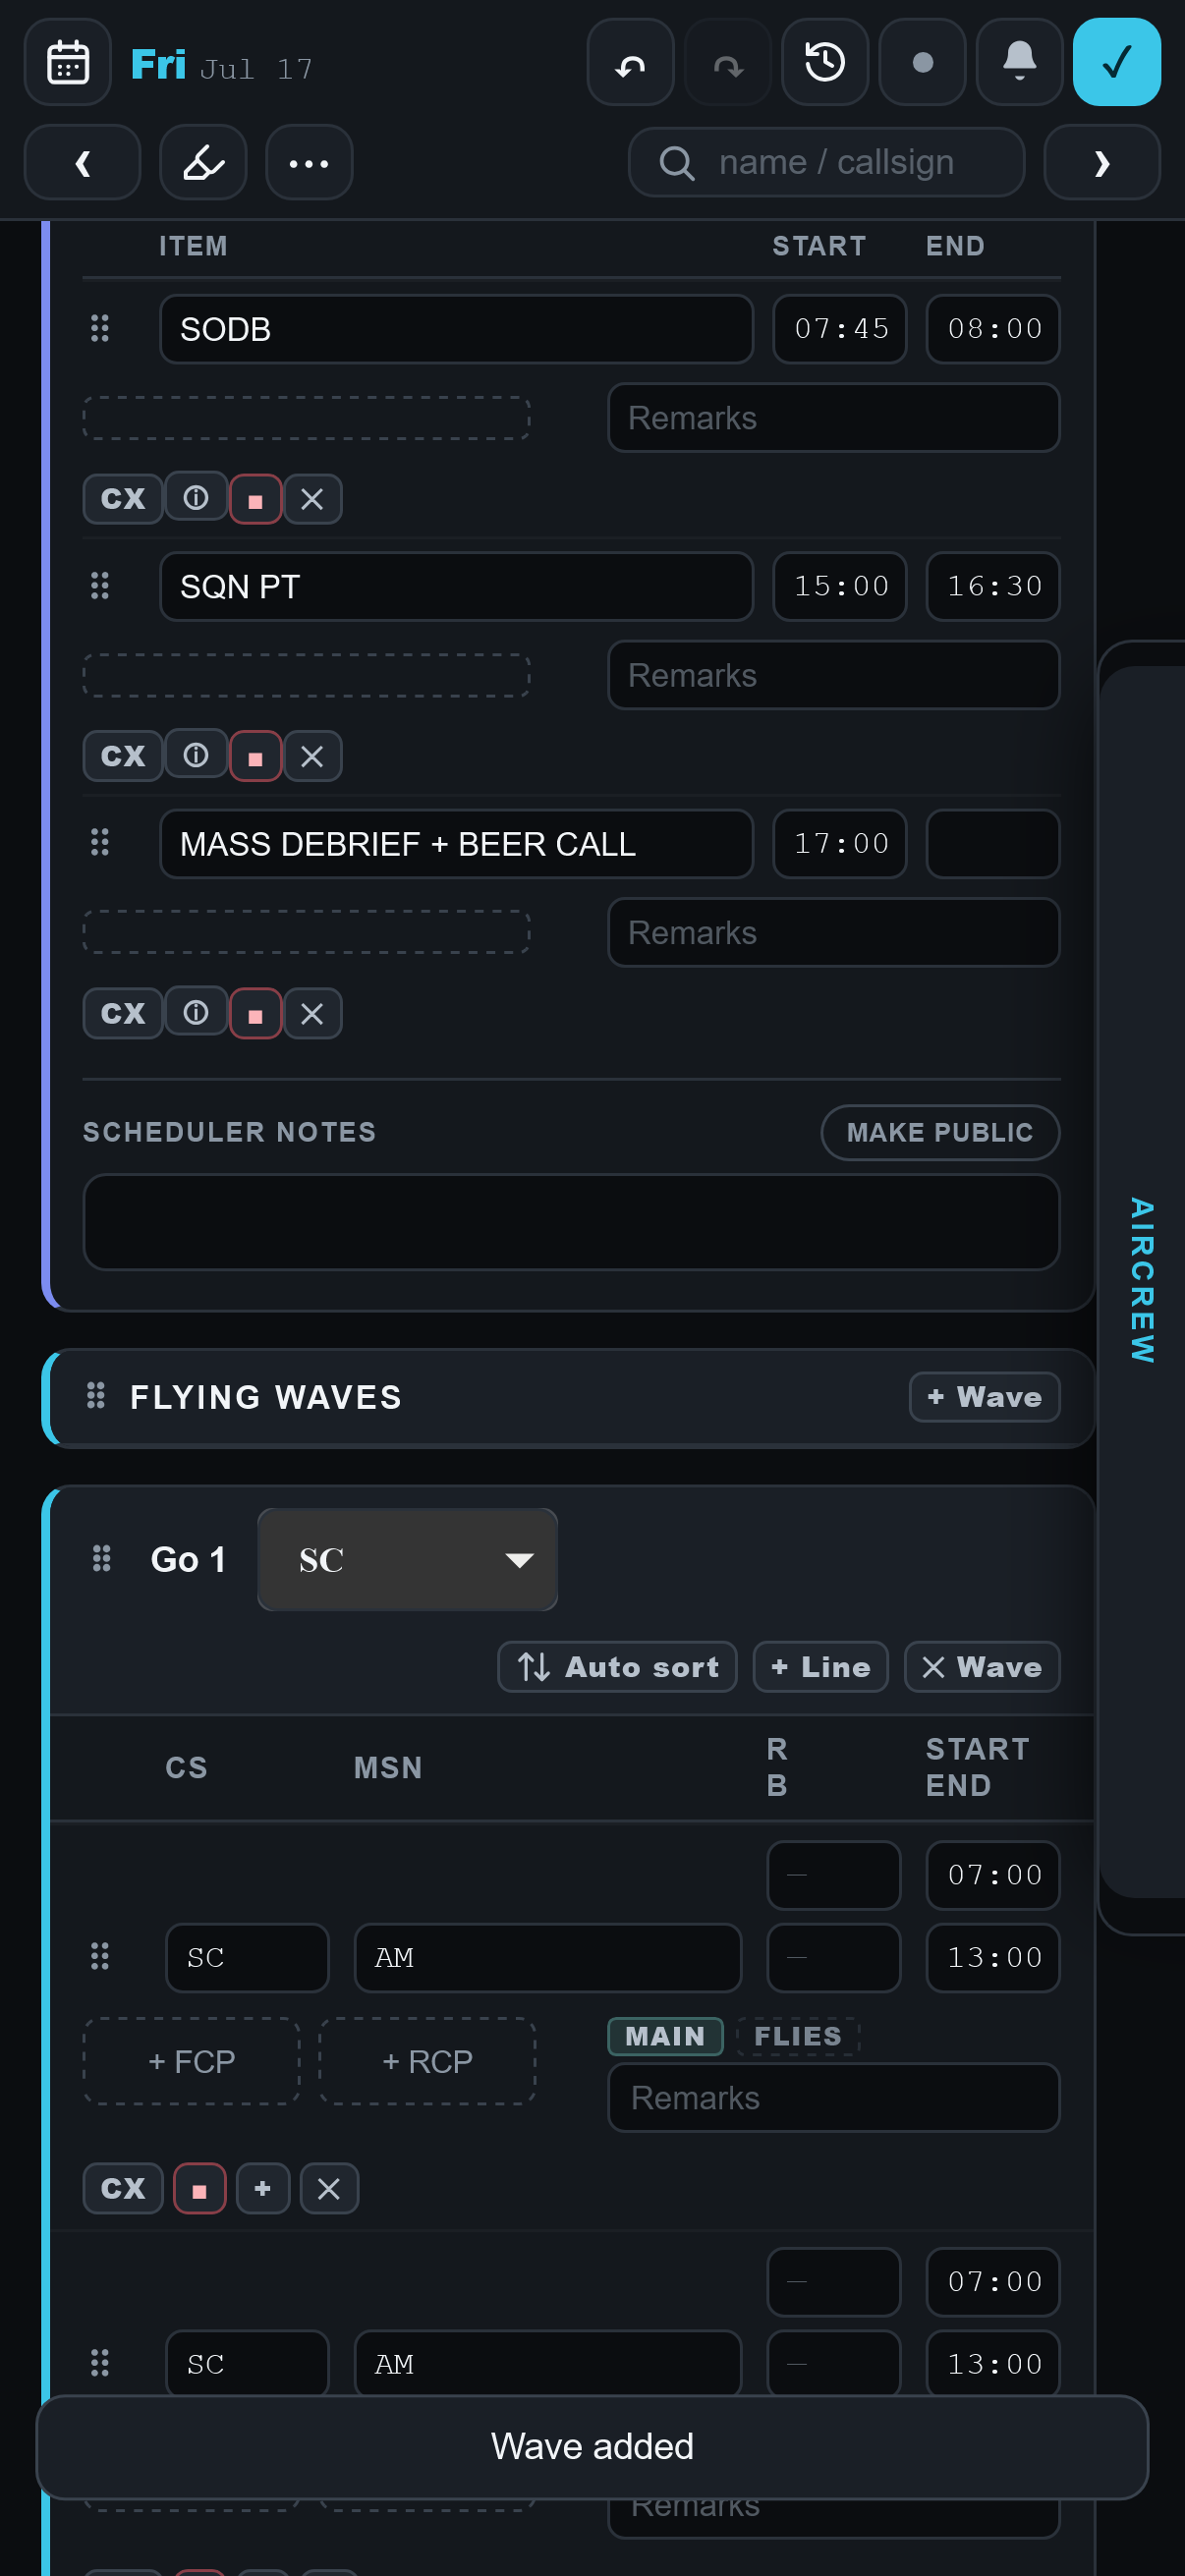 Fri Jul 17
name / callsign
ITEM START END
SODB 07:45 08:00
Remarks
CX
SQN PT 15:00 16:30
Remarks
CX
MASS DEBRIEF + BEER CALL 17:00
Remarks
CX
SCHEDULER NOTES MAKE PUBLIC
AIRCREW
FLYING WAVES + Wave
Go 1 SC
Auto sort + Line × Wave
CS MSN R B START END
— 07:00
SC AM — 13:00
+ FCP + RCP MAIN FLIES
Remarks
CX + ×
— 07:00
SC AM — 13:00
Wave added
Remarks